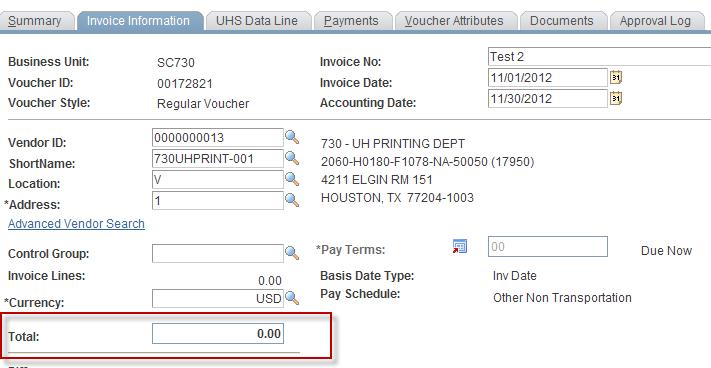 Summary Invoice Information UHS Data Line Payments Voucher Attributes Documents Approval Log
Business Unit: SC730 Invoice No: Test 2
Voucher ID: 00172821 Invoice Date: 11/01/2012 31
Voucher Style: Regular Voucher Accounting Date: 11/30/2012 31
Vendor ID: 0000000013 730 - UH PRINTING DEPT
ShortName: 730UHPRINT-001 2060-H0180-F1078-NA-50050 (17950)
Location: V 4211 ELGIN RM 151
*Address: 1 HOUSTON, TX 77204-1003
Advanced Vendor Search
Control Group: *Pay Terms: 00 Due Now
Invoice Lines: 0.00 Basis Date Type: Inv Date
*Currency: USD Pay Schedule: Other Non Transportation
Total: 0.00